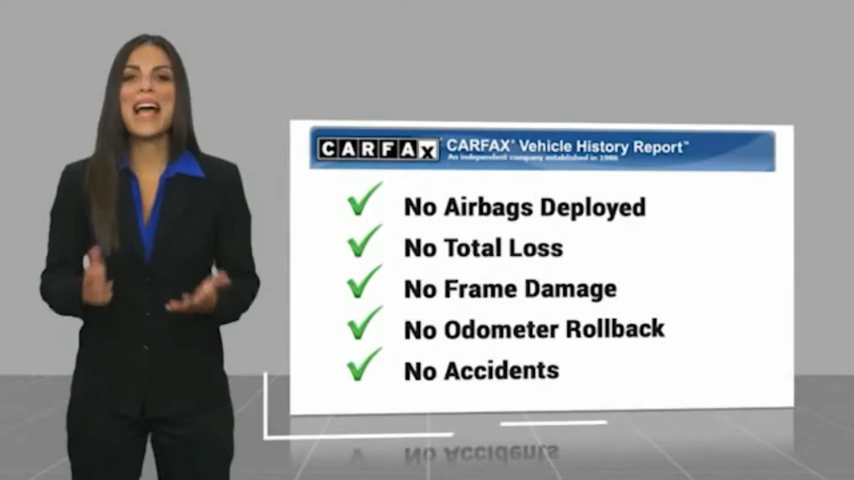 CARFAX CARFAX® Vehicle History Report™
An independent company established in 1986
No Airbags Deployed
No Total Loss
No Frame Damage
No Odometer Rollback
No Accidents
No Accidents